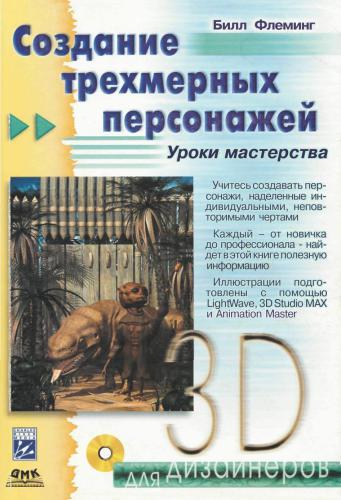 Билл Флеминг
Создание
трехмерных
персонажей
Уроки мастерства
Учитесь создавать пер-
сонажи, наделенные ин-
дивидуальными, непов-
торимыми чертами
Каждый - от новичка
до профессионала - най-
дет в этой книге полезную
информацию
Иллюстрации подго-
товлены с помощью
LightWave, 3D Studio MAX
и Animation Master
3D
для дизайнеров
ДМК